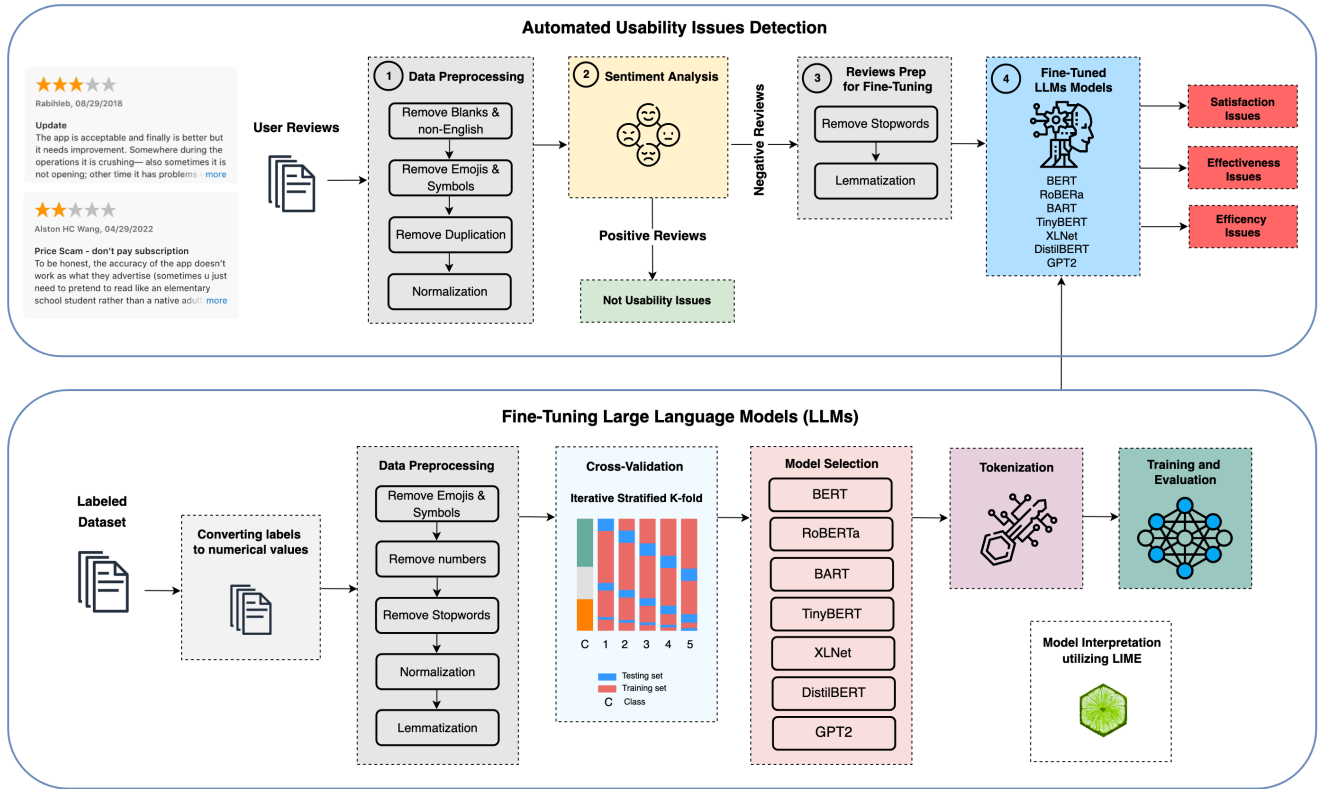 Automated Usability Issues Detection
Rabihleb, 08/29/2018
Update
The app is acceptable and finally is better but
it needs improvement. Somewhere during the
operations it is crushing— also sometimes it is
not opening; other time it has problems more
Alston HC Wang, 04/29/2022
Price Scam - don't pay subscription
To be honest, the accuracy of the app doesn't
work as what they advertise (sometimes u just
need to pretend to read like an elementary
school student rather than a native adult more
User Reviews
1 Data Preprocessing
Remove Blanks &
non-English
Remove Emojis &
Symbols
Remove Duplication
Normalization
2 Sentiment Analysis
Positive Reviews
Not Usability Issues
Negative Reviews
3 Reviews Prep
for Fine-Tuning
Remove Stopwords
Lemmatization
4 Fine-Tuned
LLMs Models
BERT
RoBERa
BART
TinyBERT
XLNet
DistilBERT
GPT2
Satisfaction
Issues
Effectiveness
Issues
Efficency
Issues
Fine-Tuning Large Language Models (LLMs)
Labeled
Dataset
Converting labels
to numerical values
Data Preprocessing
Remove Emojis &
Symbols
Remove numbers
Remove Stopwords
Normalization
Lemmatization
Cross-Validation
Iterative Stratified K-fold
C 1 2 3 4 5
Testing set
Training set
C Class
Model Selection
BERT
RoBERTa
BART
TinyBERT
XLNet
DistilBERT
GPT2
Tokenization
Training and
Evaluation
Model Interpretation
utilizing LIME